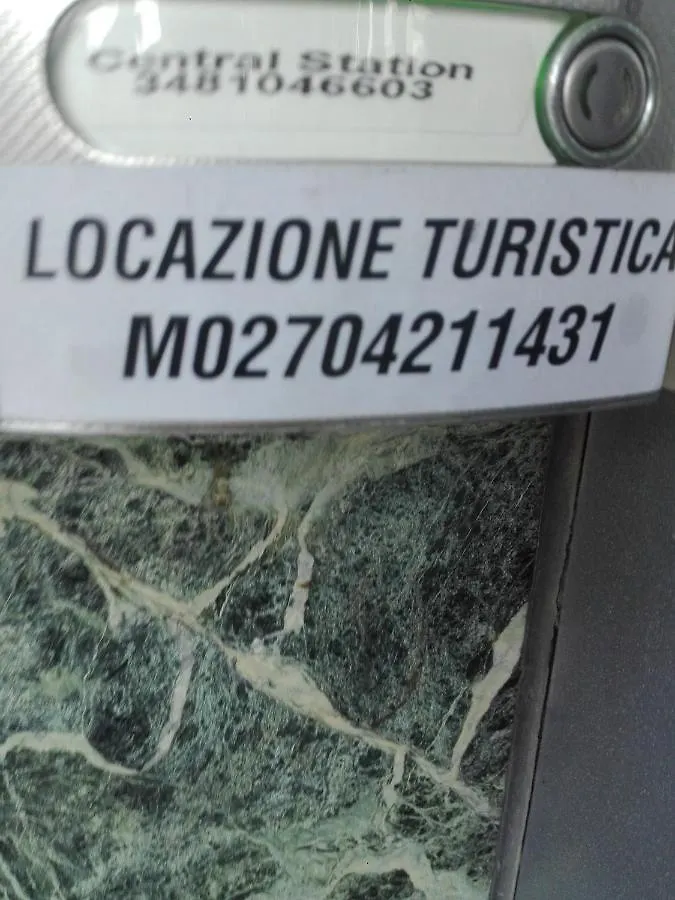 Central Station
3481046603
LOCAZIONE TURISTICA
M02704211431